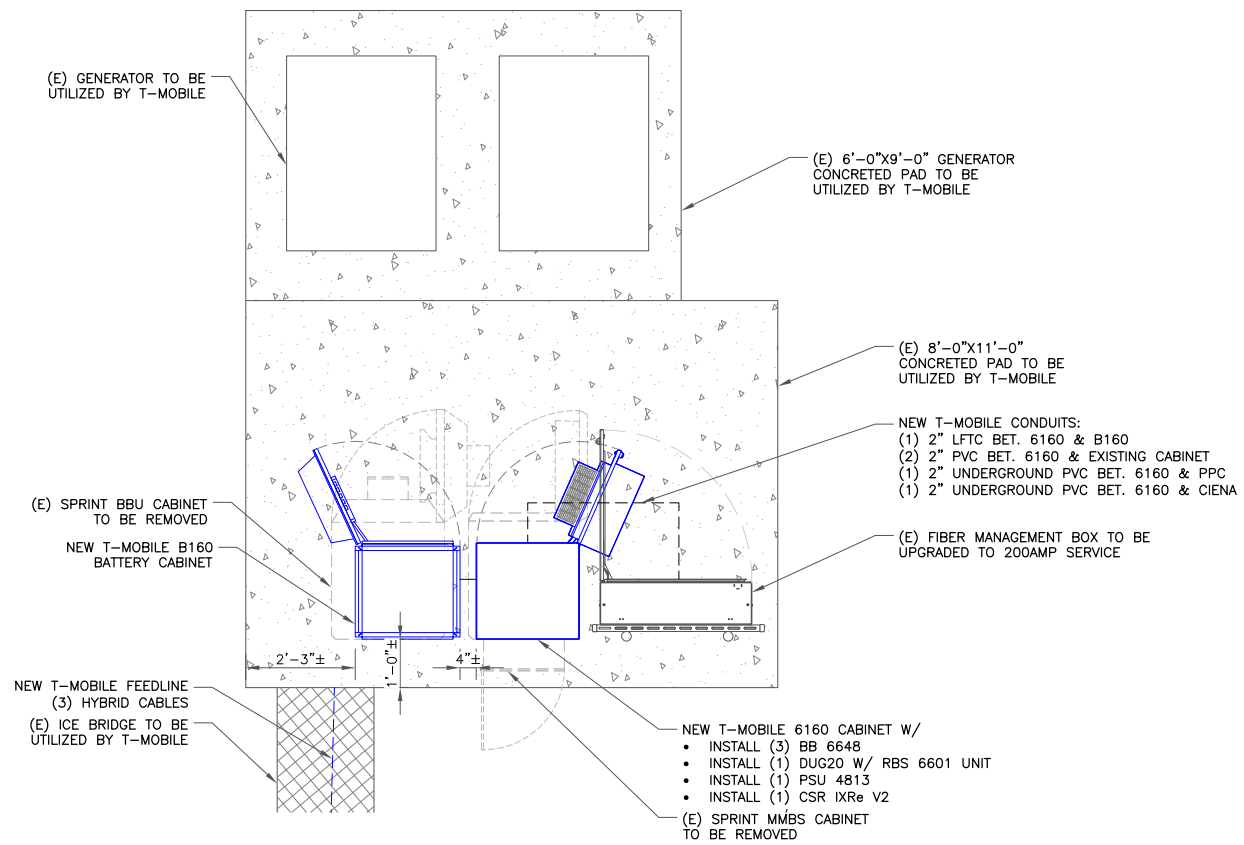 (E) GENERATOR TO BE
UTILIZED BY T-MOBILE
(E) 6'-0"X9'-0" GENERATOR
CONCRETED PAD TO BE
UTILIZED BY T-MOBILE
(E) 8'-0"X11'-0"
CONCRETED PAD TO BE
UTILIZED BY T-MOBILE
NEW T-MOBILE CONDUITS:
(1) 2" LFTC BET. 6160 & B160
(2) 2" PVC BET. 6160 & EXISTING CABINET
(1) 2" UNDERGROUND PVC BET. 6160 & PPC
(1) 2" UNDERGROUND PVC BET. 6160 & CIENA
(E) SPRINT BBU CABINET
TO BE REMOVED
NEW T-MOBILE B160
BATTERY CABINET
(E) FIBER MANAGEMENT BOX TO BE
UPGRADED TO 200AMP SERVICE
2'-3"±
1'-0"±
4"±
NEW T-MOBILE FEEDLINE
(3) HYBRID CABLES
(E) ICE BRIDGE TO BE
UTILIZED BY T-MOBILE
NEW T-MOBILE 6160 CABINET W/
• INSTALL (3) BB 6648
• INSTALL (1) DUG20 W/ RBS 6601 UNIT
• INSTALL (1) PSU 4813
• INSTALL (1) CSR IXRe V2
(E) SPRINT MMBS CABINET
TO BE REMOVED